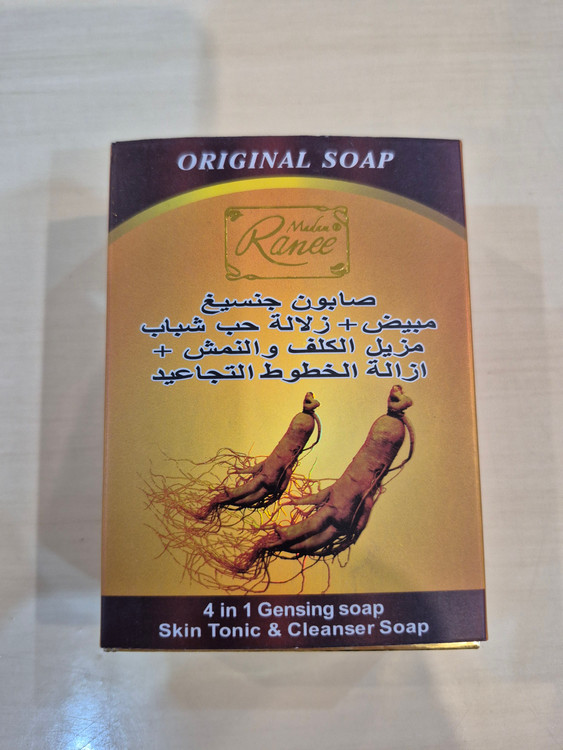 ORIGINAL SOAP
Madam ®
Ranee
صابون جنسيغ
مبيض + زلالة حب شباب
مزيل الكلف والنمش +
ازالة الخطوط التجاعيد
4 in 1 Gensing soap
Skin Tonic & Cleanser Soap